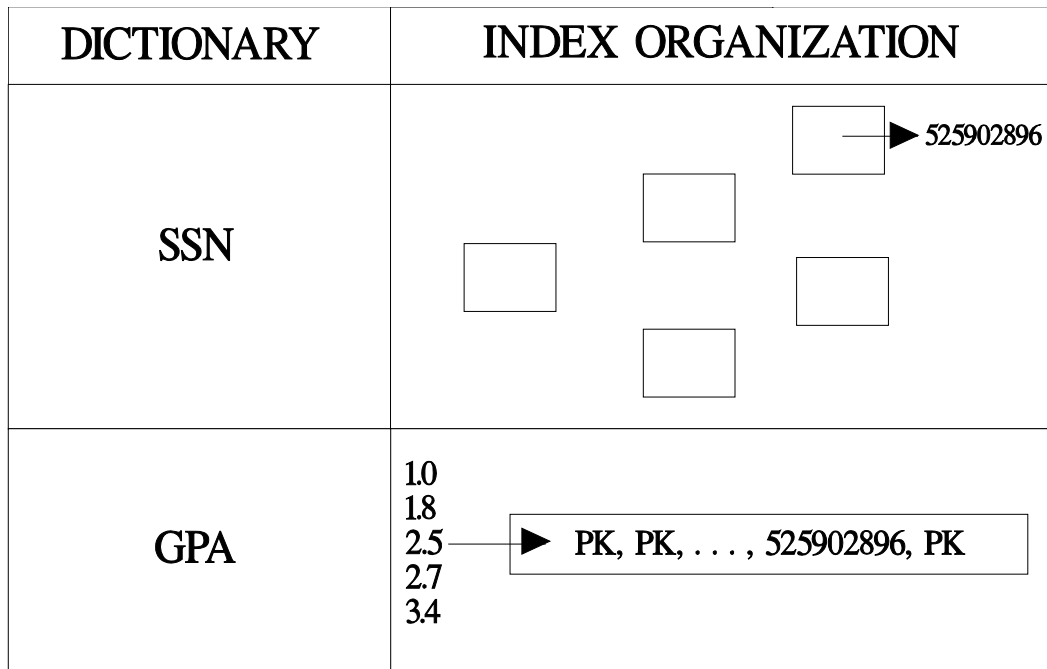 DICTIONARY
INDEX ORGANIZATION
SSN
525902896
GPA
1.0
1.8
2.5
2.7
3.4
PK, PK, . . . , 525902896, PK